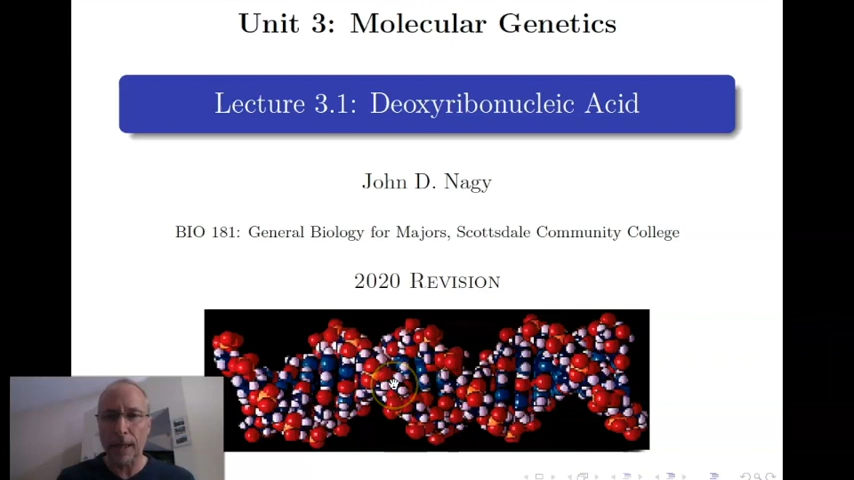 Unit 3: Molecular Genetics
Lecture 3.1: Deoxyribonucleic Acid
John D. Nagy
BIO 181: General Biology for Majors, Scottsdale Community College
2020 Revision